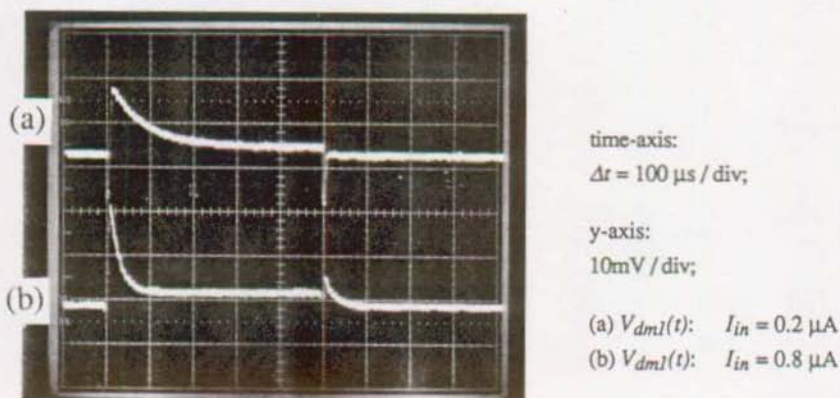 (a)
(b)
time-axis:
Δt = 100 μs / div;
y-axis:
10mV / div;
(a) Vdm1(t): Iin = 0.2 μA
(b) Vdm1(t): Iin = 0.8 μA